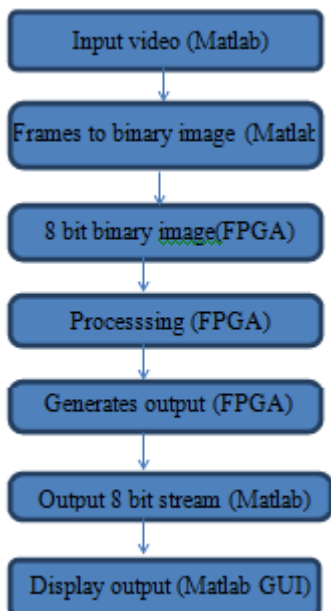 Input video (Matlab)
Frames to binary image (Matlab
8 bit binary image(FPGA)
Processsing (FPGA)
Generates output (FPGA)
Output 8 bit stream (Matlab)
Display output (Matlab GUI)